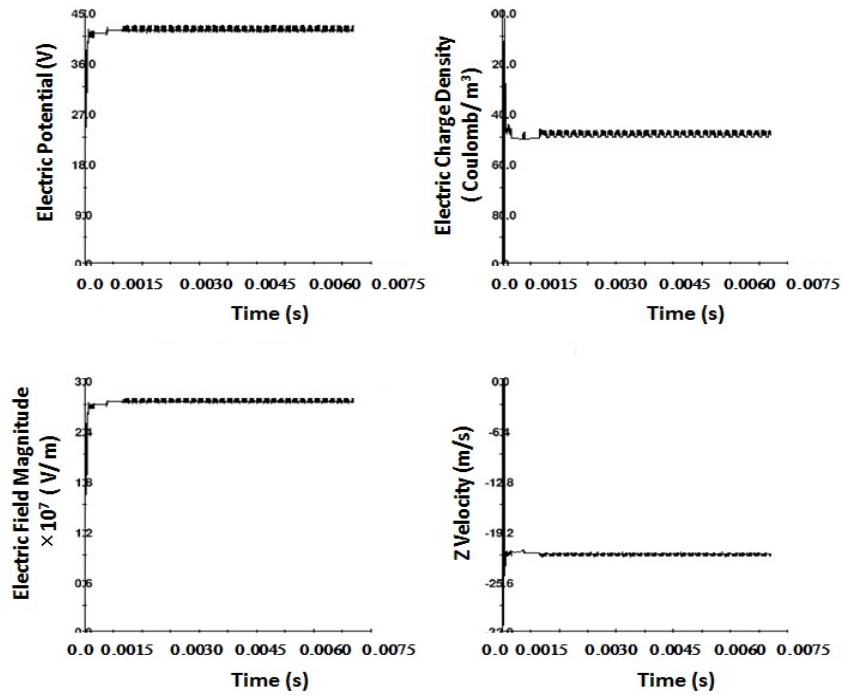 Electric Potential (V)
45.0
36.0
27.0
18.0
9.0
0.0
0.0 0.0015 0.0030 0.0045 0.0060 0.0075
Time (s)
Electric Charge Density
( Coulomb/ m³)
00.0
20.0
40.0
60.0
80.0
0.0 0.0015 0.0030 0.0045 0.0060 0.0075
Time (s)
Electric Field Magnitude
×10⁷ ( V/ m)
3.0
2.4
1.8
1.2
0.6
0.0
0.0 0.0015 0.0030 0.0045 0.0060 0.0075
Time (s)
Z Velocity (m/s)
0.0
-6.4
-12.8
-19.2
-25.6
-32.0
0.0 0.0015 0.0030 0.0045 0.0060 0.0075
Time (s)